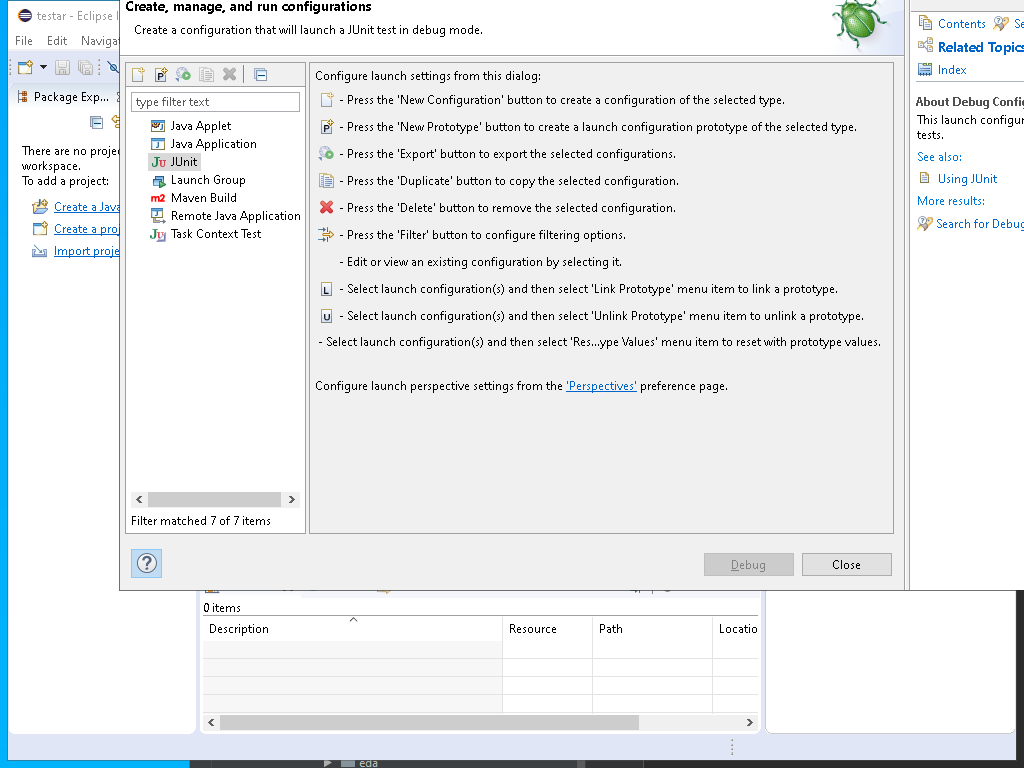 testar - Eclipse
File Edit Navigat
Package Exp...
There are no proje
workspace.
To add a project:
Create a Java
Create a proj
Import proje
Create, manage, and run configurations
Create a configuration that will launch a JUnit test in debug mode.
type filter text
Java Applet
Java Application
JUnit
Launch Group
Maven Build
Remote Java Application
Task Context Test
Filter matched 7 of 7 items
Configure launch settings from this dialog:
- Press the 'New Configuration' button to create a configuration of the selected type.
- Press the 'New Prototype' button to create a launch configuration prototype of the selected type.
- Press the 'Export' button to export the selected configurations.
- Press the 'Duplicate' button to copy the selected configuration.
- Press the 'Delete' button to remove the selected configuration.
- Press the 'Filter' button to configure filtering options.
- Edit or view an existing configuration by selecting it.
- Select launch configuration(s) and then select 'Link Prototype' menu item to link a prototype.
- Select launch configuration(s) and then select 'Unlink Prototype' menu item to unlink a prototype.
- Select launch configuration(s) and then select 'Res...ype Values' menu item to reset with prototype values.
Configure launch perspective settings from the 'Perspectives' preference page.
Debug Close
Contents Se
Related Topics
Index
About Debug Config
This launch configur
tests.
See also:
Using JUnit
More results:
Search for Debug
0 items
Description Resource Path Locatio
eda